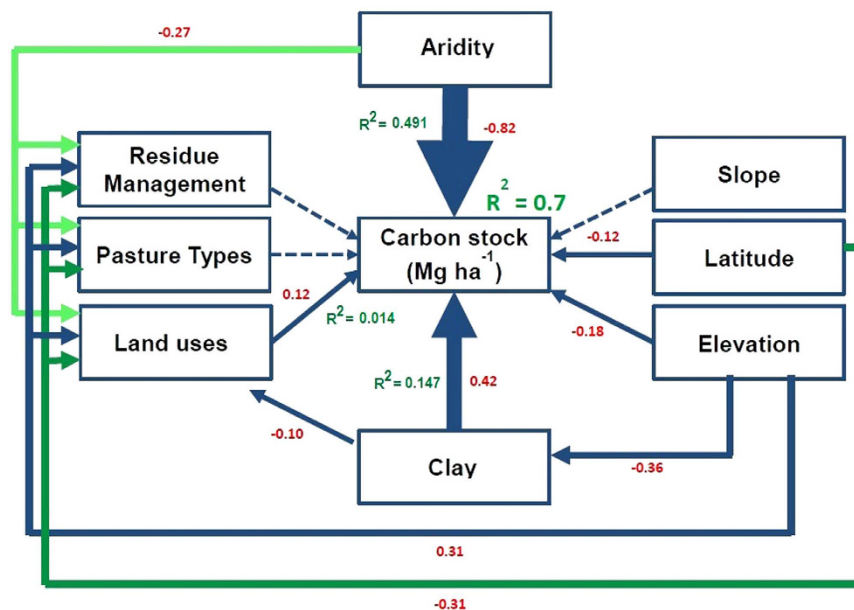 -0.27
Aridity
R² = 0.491
-0.82
Residue
Management
Slope
R² = 0.7
Pasture Types
Carbon stock
(Mg ha⁻¹)
-0.12
Latitude
0.12
R² = 0.014
Land uses
-0.18
Elevation
R² = 0.147
0.42
-0.10
Clay
-0.36
0.31
-0.31